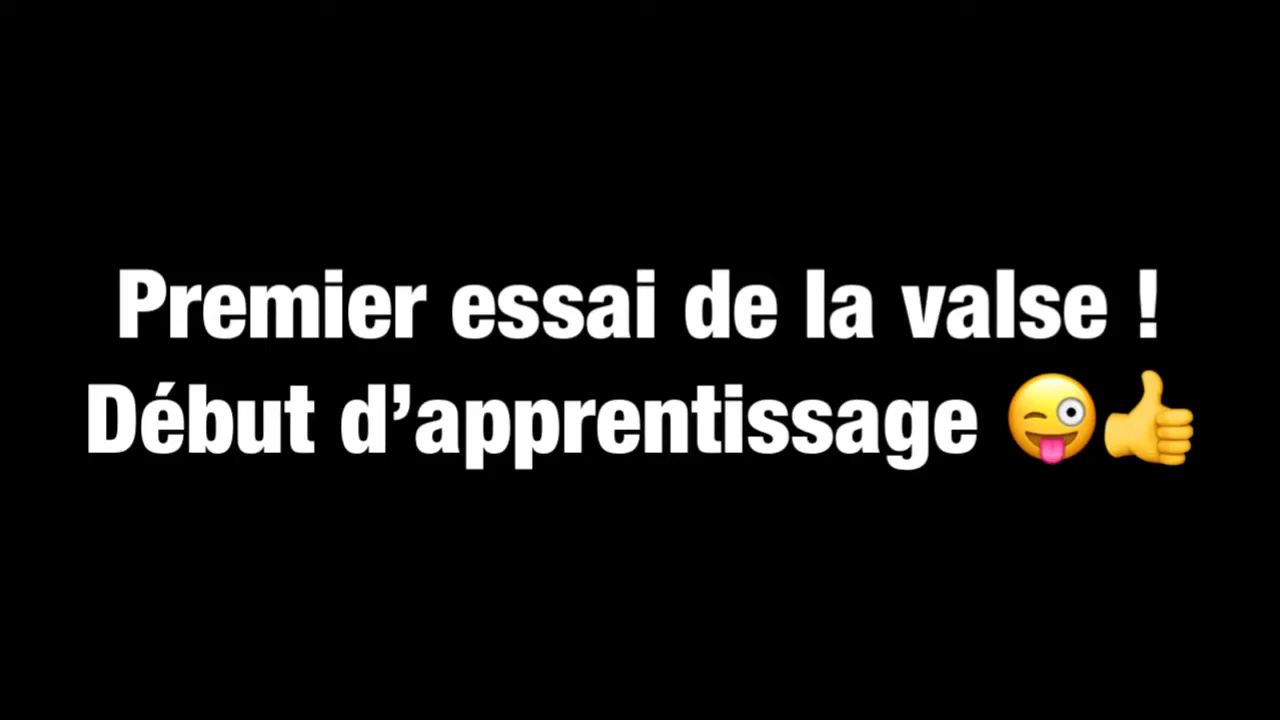 Premier essai de la valse !
Début d’apprentissage 😜👍